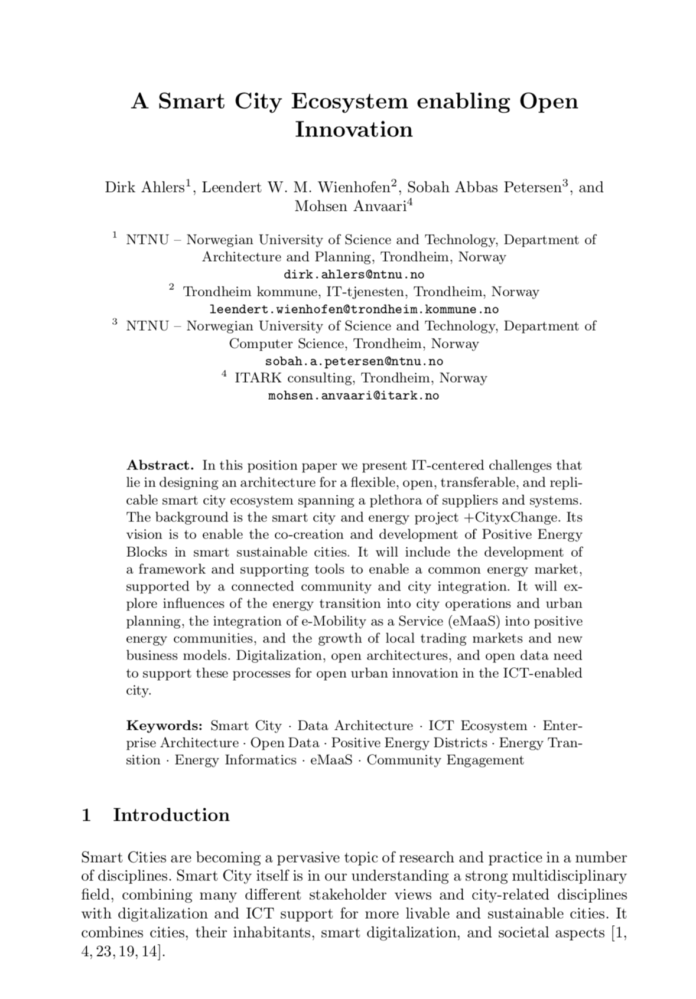 A Smart City Ecosystem enabling Open
Innovation
Dirk Ahlers1, Leendert W. M. Wienhofen2, Sobah Abbas Petersen3, and
Mohsen Anvaari4
1 NTNU – Norwegian University of Science and Technology, Department of
Architecture and Planning, Trondheim, Norway
dirk.ahlers@ntnu.no
2 Trondheim kommune, IT-tjenesten, Trondheim, Norway
leendert.wienhofen@trondheim.kommune.no
3 NTNU – Norwegian University of Science and Technology, Department of
Computer Science, Trondheim, Norway
sobah.a.petersen@ntnu.no
4 ITARK consulting, Trondheim, Norway
mohsen.anvaari@itark.no
Abstract. In this position paper we present IT-centered challenges that
lie in designing an architecture for a flexible, open, transferable, and repli-
cable smart city ecosystem spanning a plethora of suppliers and systems.
The background is the smart city and energy project +CityxChange. Its
vision is to enable the co-creation and development of Positive Energy
Blocks in smart sustainable cities. It will include the development of
a framework and supporting tools to enable a common energy market,
supported by a connected community and city integration. It will ex-
plore influences of the energy transition into city operations and urban
planning, the integration of e-Mobility as a Service (eMaaS) into positive
energy communities, and the growth of local trading markets and new
business models. Digitalization, open architectures, and open data need
to support these processes for open urban innovation in the ICT-enabled
city.
Keywords: Smart City · Data Architecture · ICT Ecosystem · Enter-
prise Architecture · Open Data · Positive Energy Districts · Energy Tran-
sition · Energy Informatics · eMaaS · Community Engagement
1 Introduction
Smart Cities are becoming a pervasive topic of research and practice in a number
of disciplines. Smart City itself is in our understanding a strong multidisciplinary
field, combining many different stakeholder views and city-related disciplines
with digitalization and ICT support for more livable and sustainable cities. It
combines cities, their inhabitants, smart digitalization, and societal aspects [1,
4, 23, 19, 14].